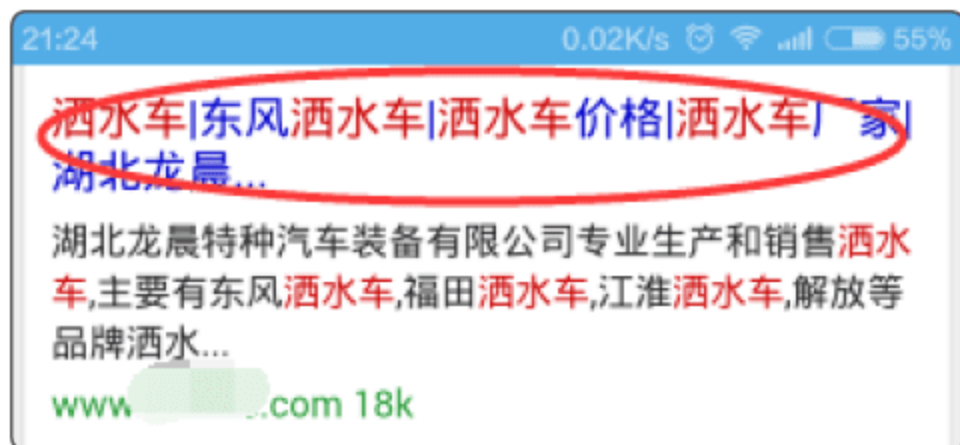 21:24 0.02K/s 55%
洒水车|东风洒水车|洒水车价格|洒水车厂家|
湖北龙晨...
湖北龙晨特种汽车装备有限公司专业生产和销售洒水
车,主要有东风洒水车,福田洒水车,江淮洒水车,解放等
品牌洒水...
www .com 18k